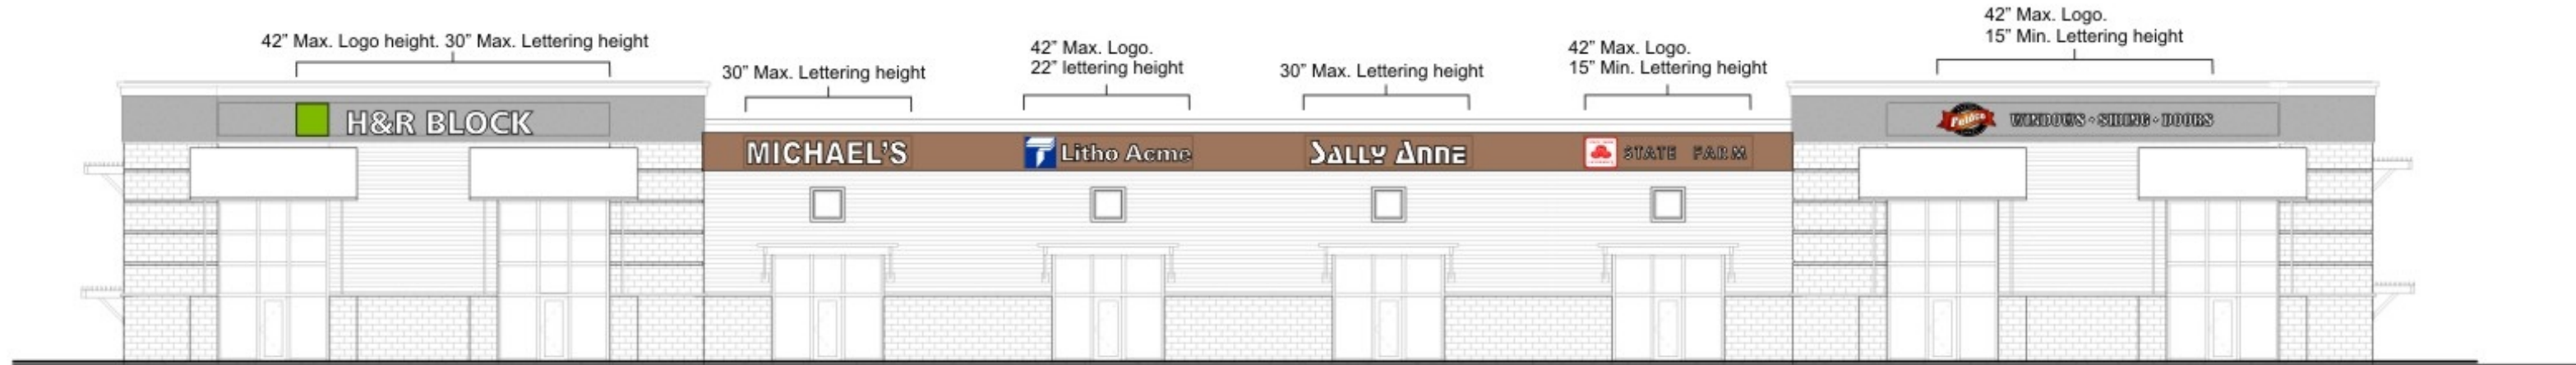 42” Max. Logo height. 30” Max. Lettering height
30” Max. Lettering height
42” Max. Logo.
22” lettering height
30” Max. Lettering height
42” Max. Logo.
15” Min. Lettering height
42” Max. Logo.
15” Min. Lettering height
H&R BLOCK
MICHAEL'S
Litho Acme
SALLY ANNE
STATE FARM
Feldco
WINDOWS • SIDING • DOORS